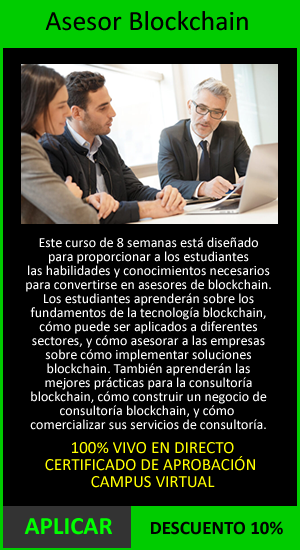 Asesor Blockchain
Este curso de 8 semanas está diseñado
para proporcionar a los estudiantes
las habilidades y conocimientos necesarios
para convertirse en asesores de blockchain.
Los estudiantes aprenderán sobre los
fundamentos de la tecnología blockchain,
cómo puede ser aplicados a diferentes
sectores, y cómo asesorar a las empresas
sobre cómo implementar soluciones
blockchain. También aprenderán las
mejores prácticas para la consultoría
blockchain, cómo construir un negocio de
consultoría blockchain, y cómo
comercializar sus servicios de consultoría.
100% VIVO EN DIRECTO
CERTIFICADO DE APROBACIÓN
CAMPUS VIRTUAL
APLICAR
DESCUENTO 10%